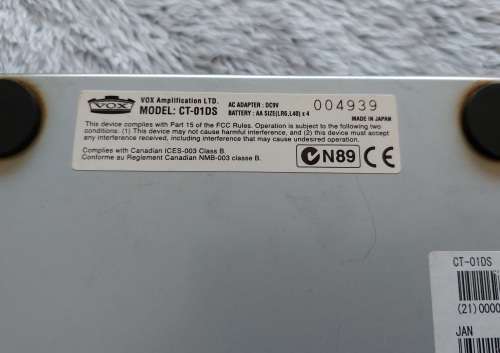 VOX
VOX Amplification LTD.
MODEL: CT-01DS
AC ADAPTER : DC9V
BATTERY : AA SIZE(LR6,L40) x 4
004939
MADE IN JAPAN
This device complies with Part 15 of the FCC Rules. Operation is subject to the following two
conditions: (1) This device may not cause harmful interference, and (2) this device must accept
any interference received, including interference that may cause undesired operation.
Complies with Canadian ICES-003 Class B.
Conforme au Reglement Canadien NMB-003 classe B.
N89 CE
CT-01DS
(21)0000
JAN